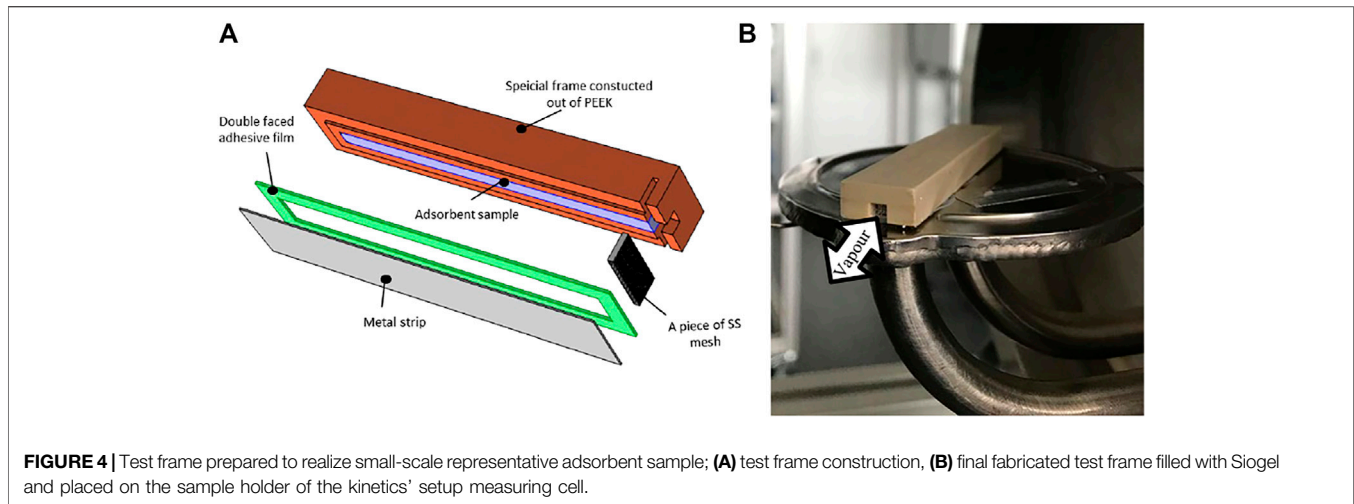 A
B
Speicial frame constucted
out of PEEK
Double faced
adhesive film
Adsorbent sample
Metal strip
A piece of SS
mesh
Vapour
FIGURE 4 | Test frame prepared to realize small-scale representative adsorbent sample; (A) test frame construction, (B) final fabricated test frame filled with Siogel
and placed on the sample holder of the kinetics' setup measuring cell.